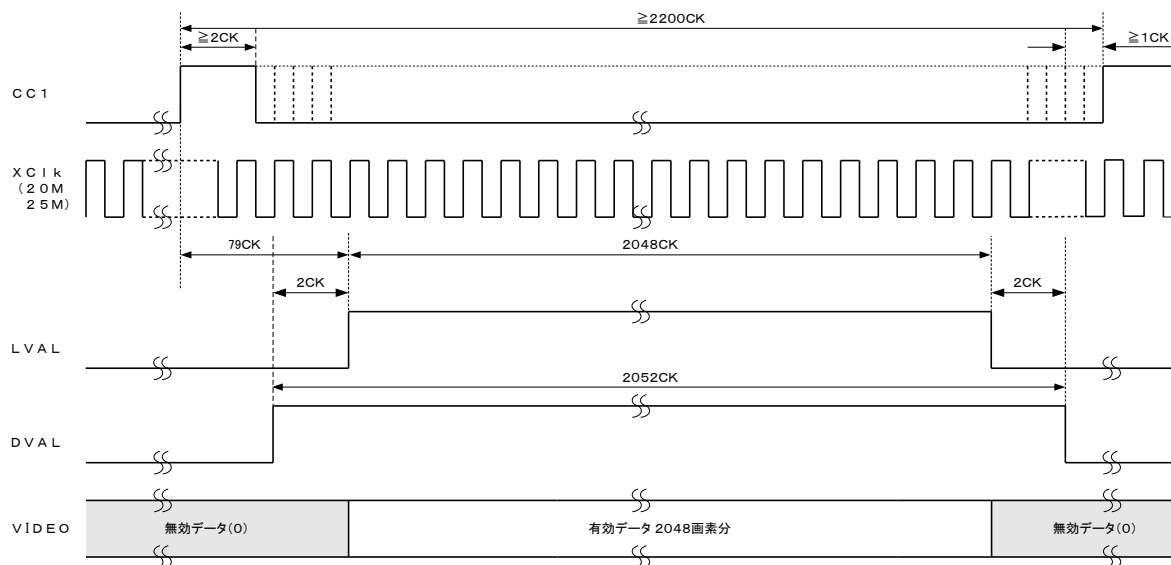 ≧2200CK
≧2CK
≧1CK
CC1
XClk
(20M
25M)
79CK
2048CK
2CK
2CK
LVAL
2052CK
DVAL
VIDEO
無効データ(0)
有効データ 2048画素分
無効データ(0)